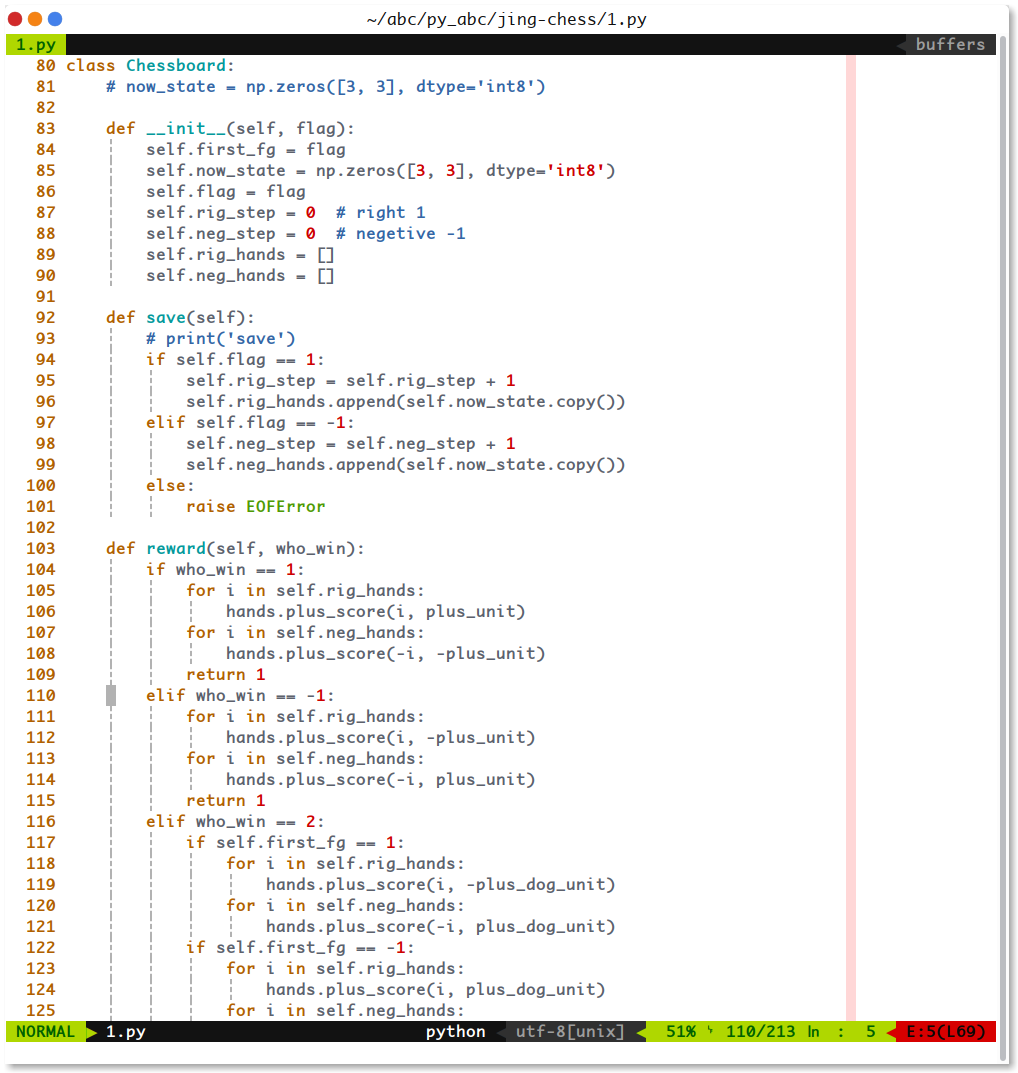 ~/abc/py_abc/jing-chess/1.py
1.py buffers
80 class Chessboard:
81     # now_state = np.zeros([3, 3], dtype='int8')
82
83     def __init__(self, flag):
84         self.first_fg = flag
85         self.now_state = np.zeros([3, 3], dtype='int8')
86         self.flag = flag
87         self.rig_step = 0  # right 1
88         self.neg_step = 0  # negetive -1
89         self.rig_hands = []
90         self.neg_hands = []
91
92     def save(self):
93         # print('save')
94         if self.flag == 1:
95             self.rig_step = self.rig_step + 1
96             self.rig_hands.append(self.now_state.copy())
97         elif self.flag == -1:
98             self.neg_step = self.neg_step + 1
99             self.neg_hands.append(self.now_state.copy())
100         else:
101             raise EOFError
102
103     def reward(self, who_win):
104         if who_win == 1:
105             for i in self.rig_hands:
106                 hands.plus_score(i, plus_unit)
107             for i in self.neg_hands:
108                 hands.plus_score(-i, -plus_unit)
109             return 1
110         elif who_win == -1:
111             for i in self.rig_hands:
112                 hands.plus_score(i, -plus_unit)
113             for i in self.neg_hands:
114                 hands.plus_score(-i, plus_unit)
115             return 1
116         elif who_win == 2:
117             if self.first_fg == 1:
118                 for i in self.rig_hands:
119                     hands.plus_score(i, -plus_dog_unit)
120                 for i in self.neg_hands:
121                     hands.plus_score(-i, plus_dog_unit)
122             if self.first_fg == -1:
123                 for i in self.rig_hands:
124                     hands.plus_score(i, plus_dog_unit)
125                 for i in self.neg_hands:
NORMAL 1.py python utf-8[unix] 51% ϟ 110/213 ln : 5 E:5(L69)